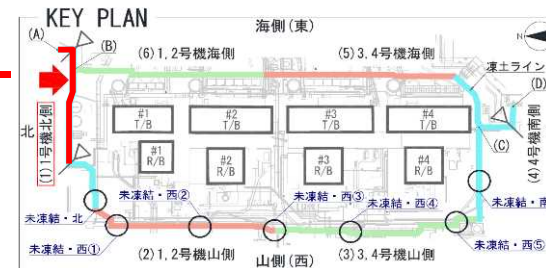 KEY PLAN
海側(東)
(A)
(B)
(6)1,2号機海側
(5)3,4号機海側
凍土ライン
(D)
北
(1)1号機北側
#1
T/B
#2
T/B
#3
T/B
#4
T/B
#1
R/B
#2
R/B
#3
R/B
#4
R/B
(C)
(4)4号機南側
未凍結・北
未凍結・西①
未凍結・西②
未凍結・西③
未凍結・西④
未凍結・西⑤
未凍結・南
(2)1,2号機山側
山側(西)
(3)3,4号機山側